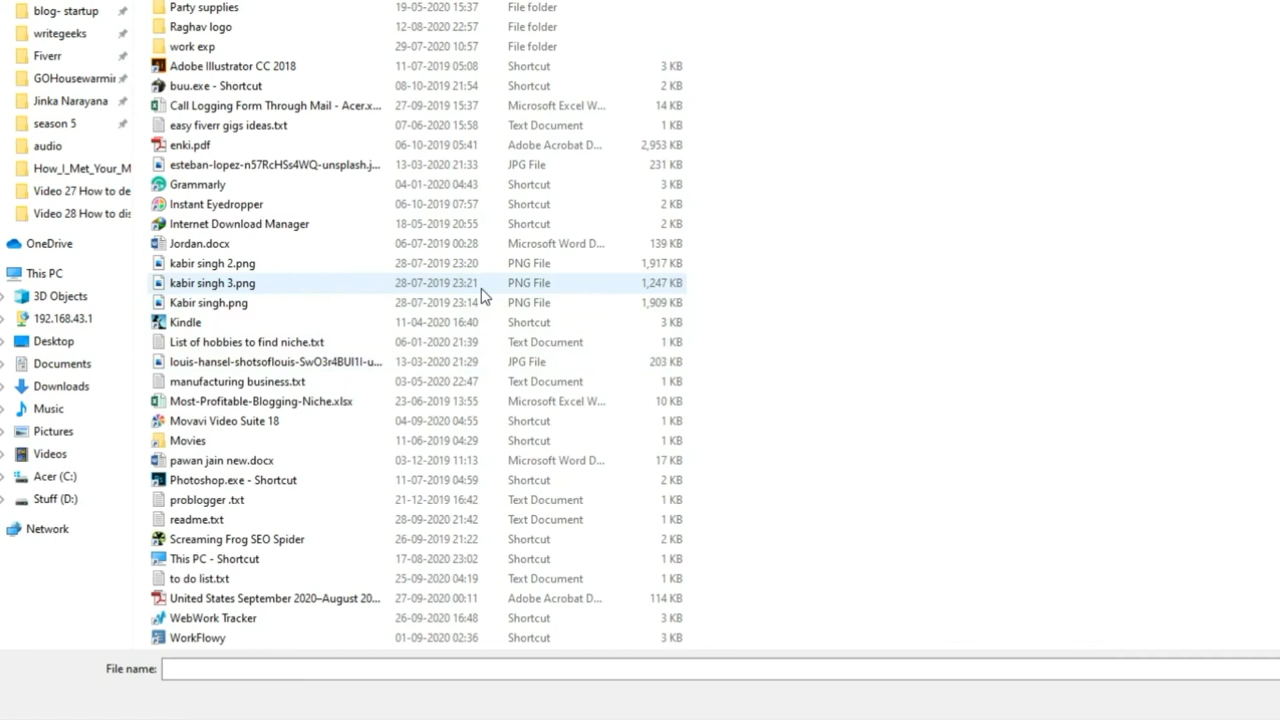 blog- startup
writegeeks
Fiverr
GOHousewarmir
Jinka Narayana
season 5
audio
How_I_Met_Your_M
Video 27 How to de
Video 28 How to dis
OneDrive
This PC
3D Objects
192.168.43.1
Desktop
Documents
Downloads
Music
Pictures
Videos
Acer (C:)
Stuff (D:)
Network
Party supplies 19-05-2020 15:37 File folder
Raghav logo 12-08-2020 22:57 File folder
work exp 29-07-2020 10:57 File folder
Adobe Illustrator CC 2018 11-07-2019 05:08 Shortcut 3 KB
buu.exe - Shortcut 08-10-2019 21:54 Shortcut 2 KB
Call Logging Form Through Mail - Acer.x... 27-09-2019 15:37 Microsoft Excel W... 14 KB
easy fiverr gigs ideas.txt 07-06-2020 15:58 Text Document 1 KB
enki.pdf 06-10-2019 05:41 Adobe Acrobat D... 2,953 KB
esteban-lopez-n57RcHSs4WQ-unsplash.j... 13-03-2020 21:33 JPG File 231 KB
Grammarly 04-01-2020 04:43 Shortcut 3 KB
Instant Eyedropper 06-10-2019 07:57 Shortcut 2 KB
Internet Download Manager 18-05-2019 20:55 Shortcut 2 KB
Jordan.docx 06-07-2019 00:28 Microsoft Word D... 139 KB
kabir singh 2.png 28-07-2019 23:20 PNG File 1,917 KB
kabir singh 3.png 28-07-2019 23:21 PNG File 1,247 KB
Kabir singh.png 28-07-2019 23:14 PNG File 1,909 KB
Kindle 11-04-2020 16:40 Shortcut 3 KB
List of hobbies to find niche.txt 06-01-2020 21:39 Text Document 1 KB
louis-hansel-shotsoflouis-SwO3r4BUI1I-u... 13-03-2020 21:29 JPG File 203 KB
manufacturing business.txt 03-05-2020 22:47 Text Document 1 KB
Most-Profitable-Blogging-Niche.xlsx 23-06-2019 13:55 Microsoft Excel W... 10 KB
Movavi Video Suite 18 04-09-2020 04:55 Shortcut 1 KB
Movies 11-06-2019 04:29 Shortcut 1 KB
pawan jain new.docx 03-12-2019 11:13 Microsoft Word D... 17 KB
Photoshop.exe - Shortcut 11-07-2019 04:59 Shortcut 2 KB
problogger .txt 21-12-2019 16:42 Text Document 1 KB
readme.txt 28-09-2020 21:42 Text Document 1 KB
Screaming Frog SEO Spider 26-09-2019 21:22 Shortcut 2 KB
This PC - Shortcut 17-08-2020 23:02 Shortcut 1 KB
to do list.txt 25-09-2020 04:19 Text Document 1 KB
United States September 2020–August 20... 27-09-2020 00:11 Adobe Acrobat D... 114 KB
WebWork Tracker 26-09-2020 16:48 Shortcut 3 KB
WorkFlowy 01-09-2020 02:36 Shortcut 3 KB
File name: